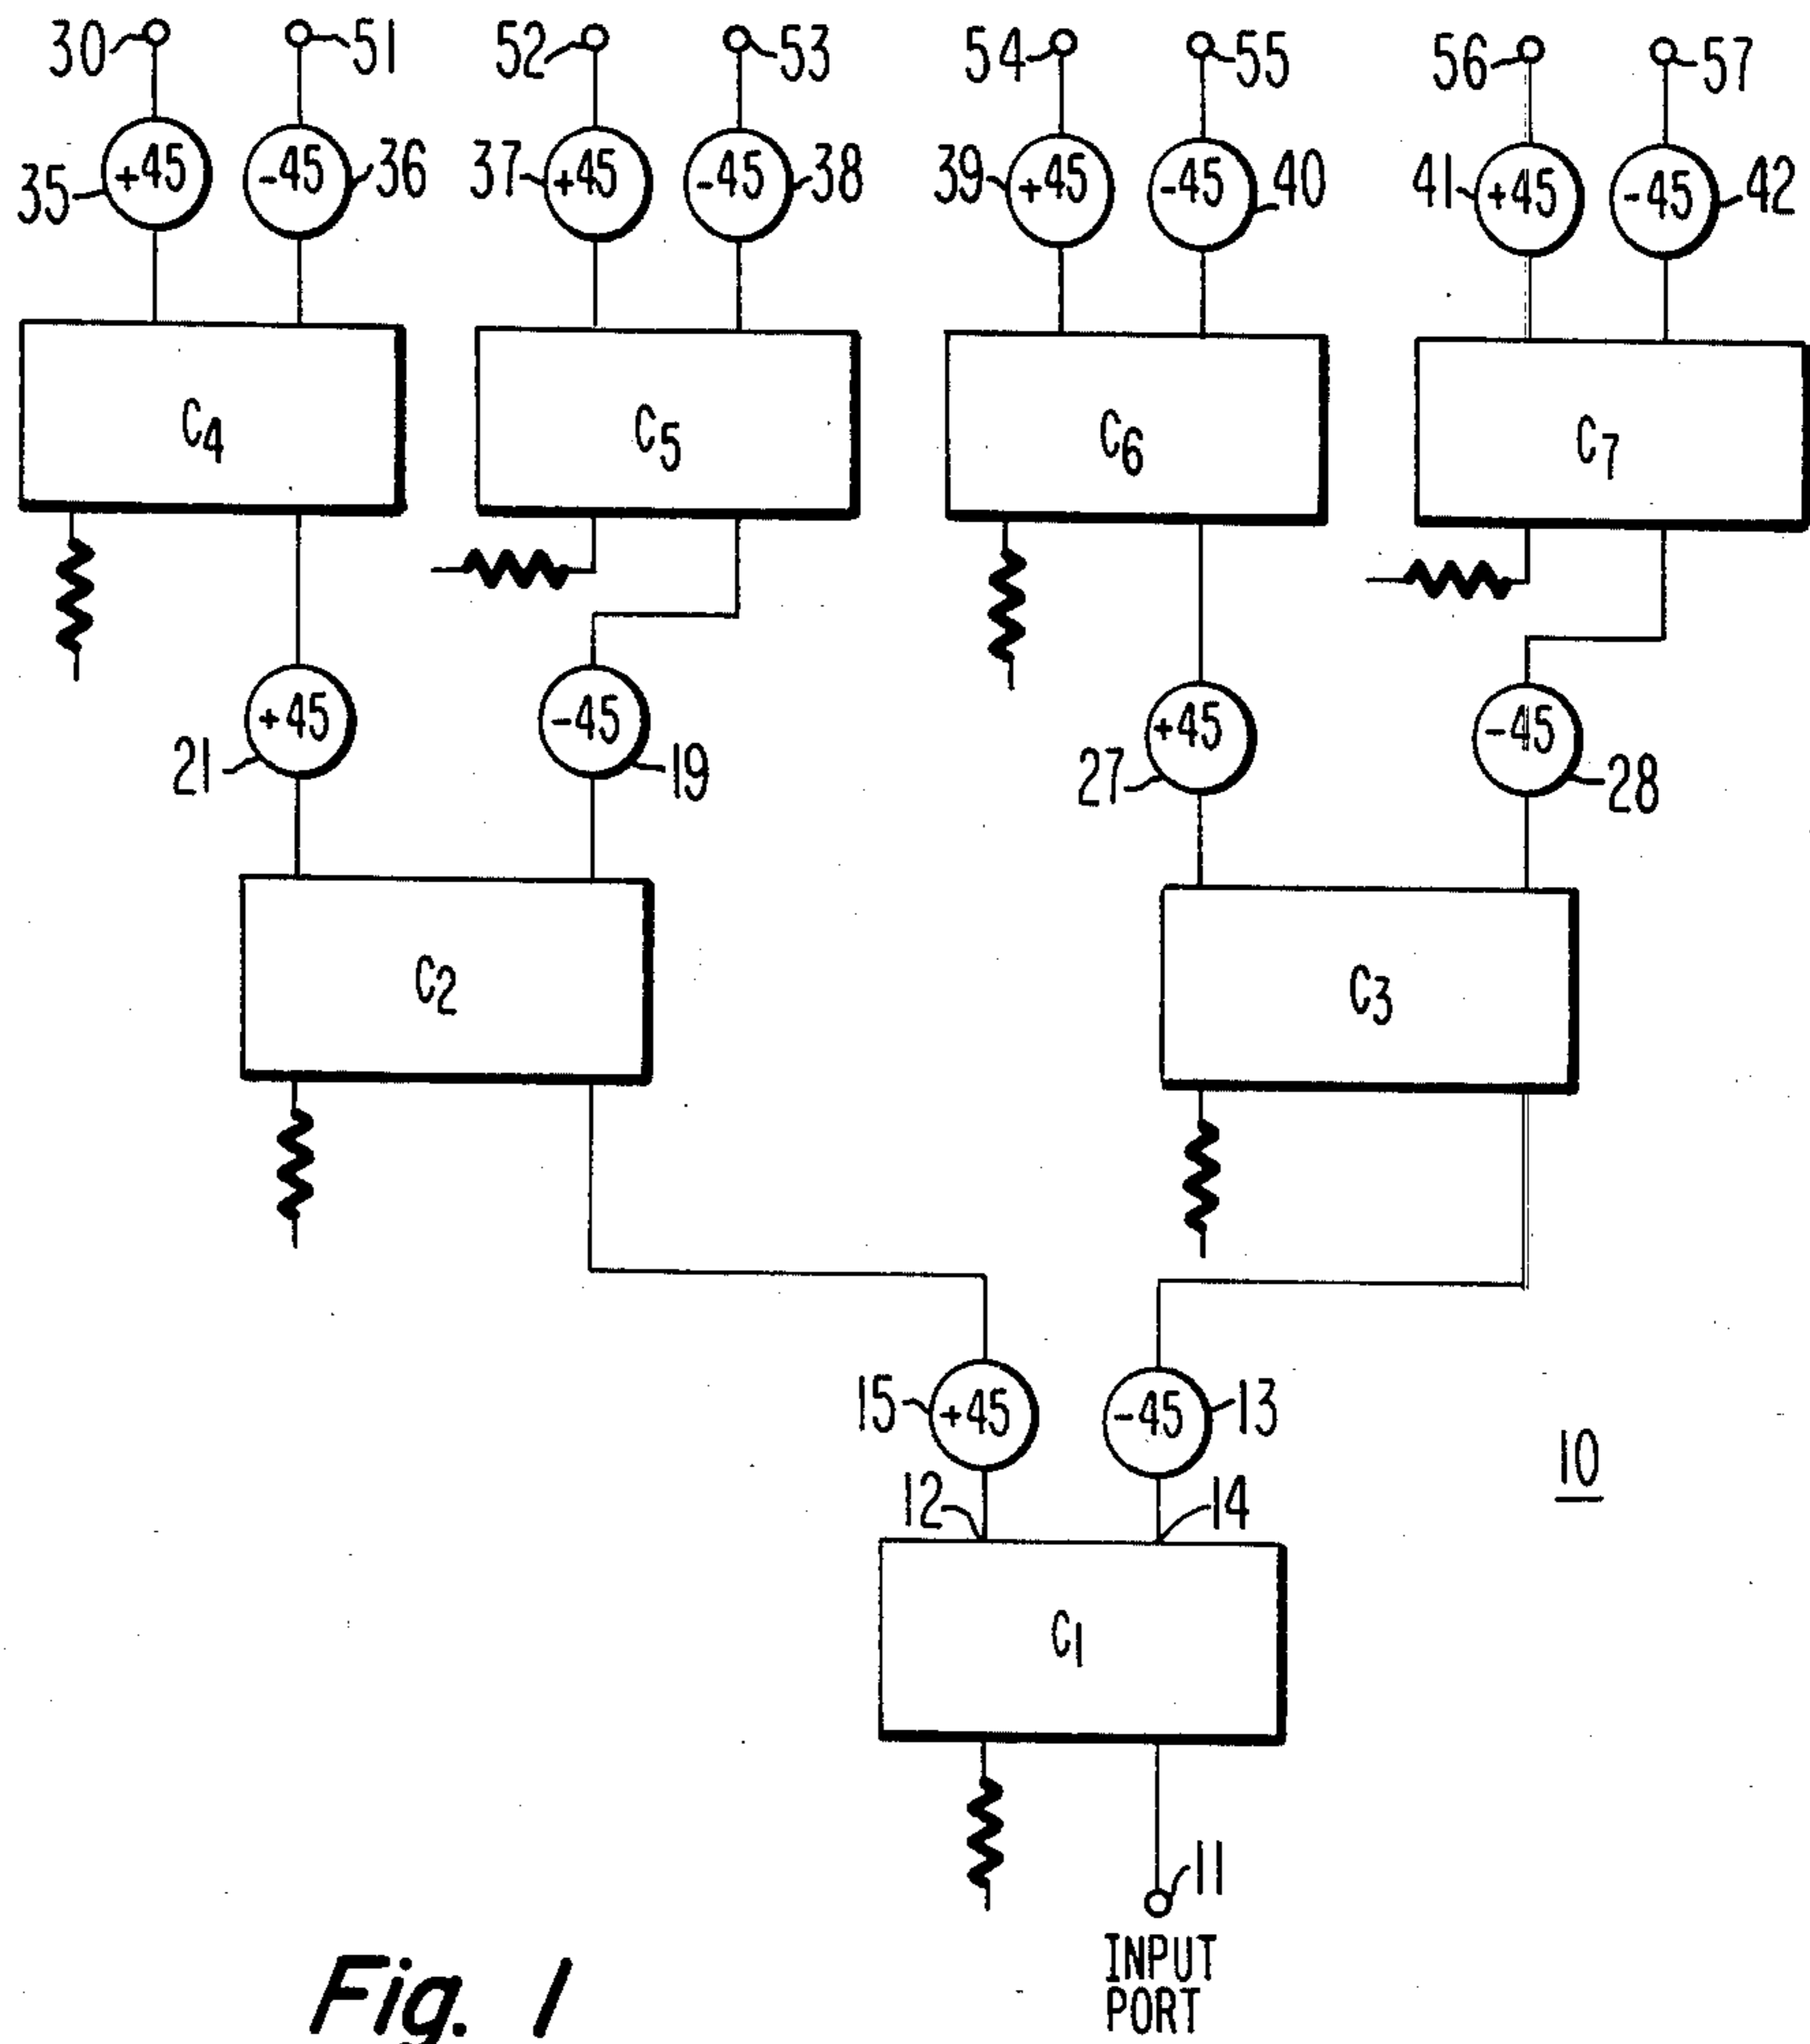 30 51 52 53 54 55 56 57
35 +45 -45 36 37 +45 -45 38 39 +45 -45 40 41 +45 -45 42
C4 C5 C6 C7
+45 -45 +45 -45
21 19 27 28
C2 C3
15 +45 -45 13
12 14
10
C1
11
INPUT
PORT
Fig. 1